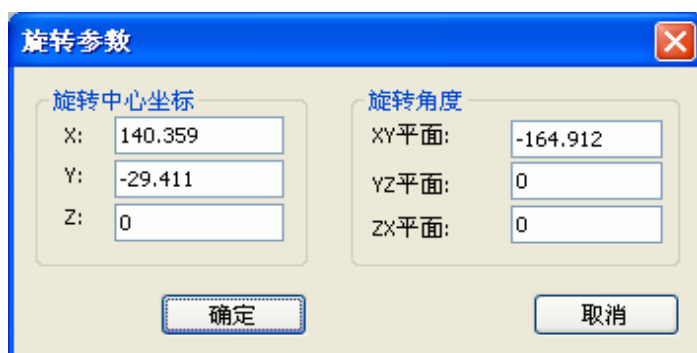 旋转参数
旋转中心坐标
X: 140.359
Y: -29.411
Z: 0
旋转角度
XY平面: -164.912
YZ平面: 0
ZX平面: 0
确定 取消